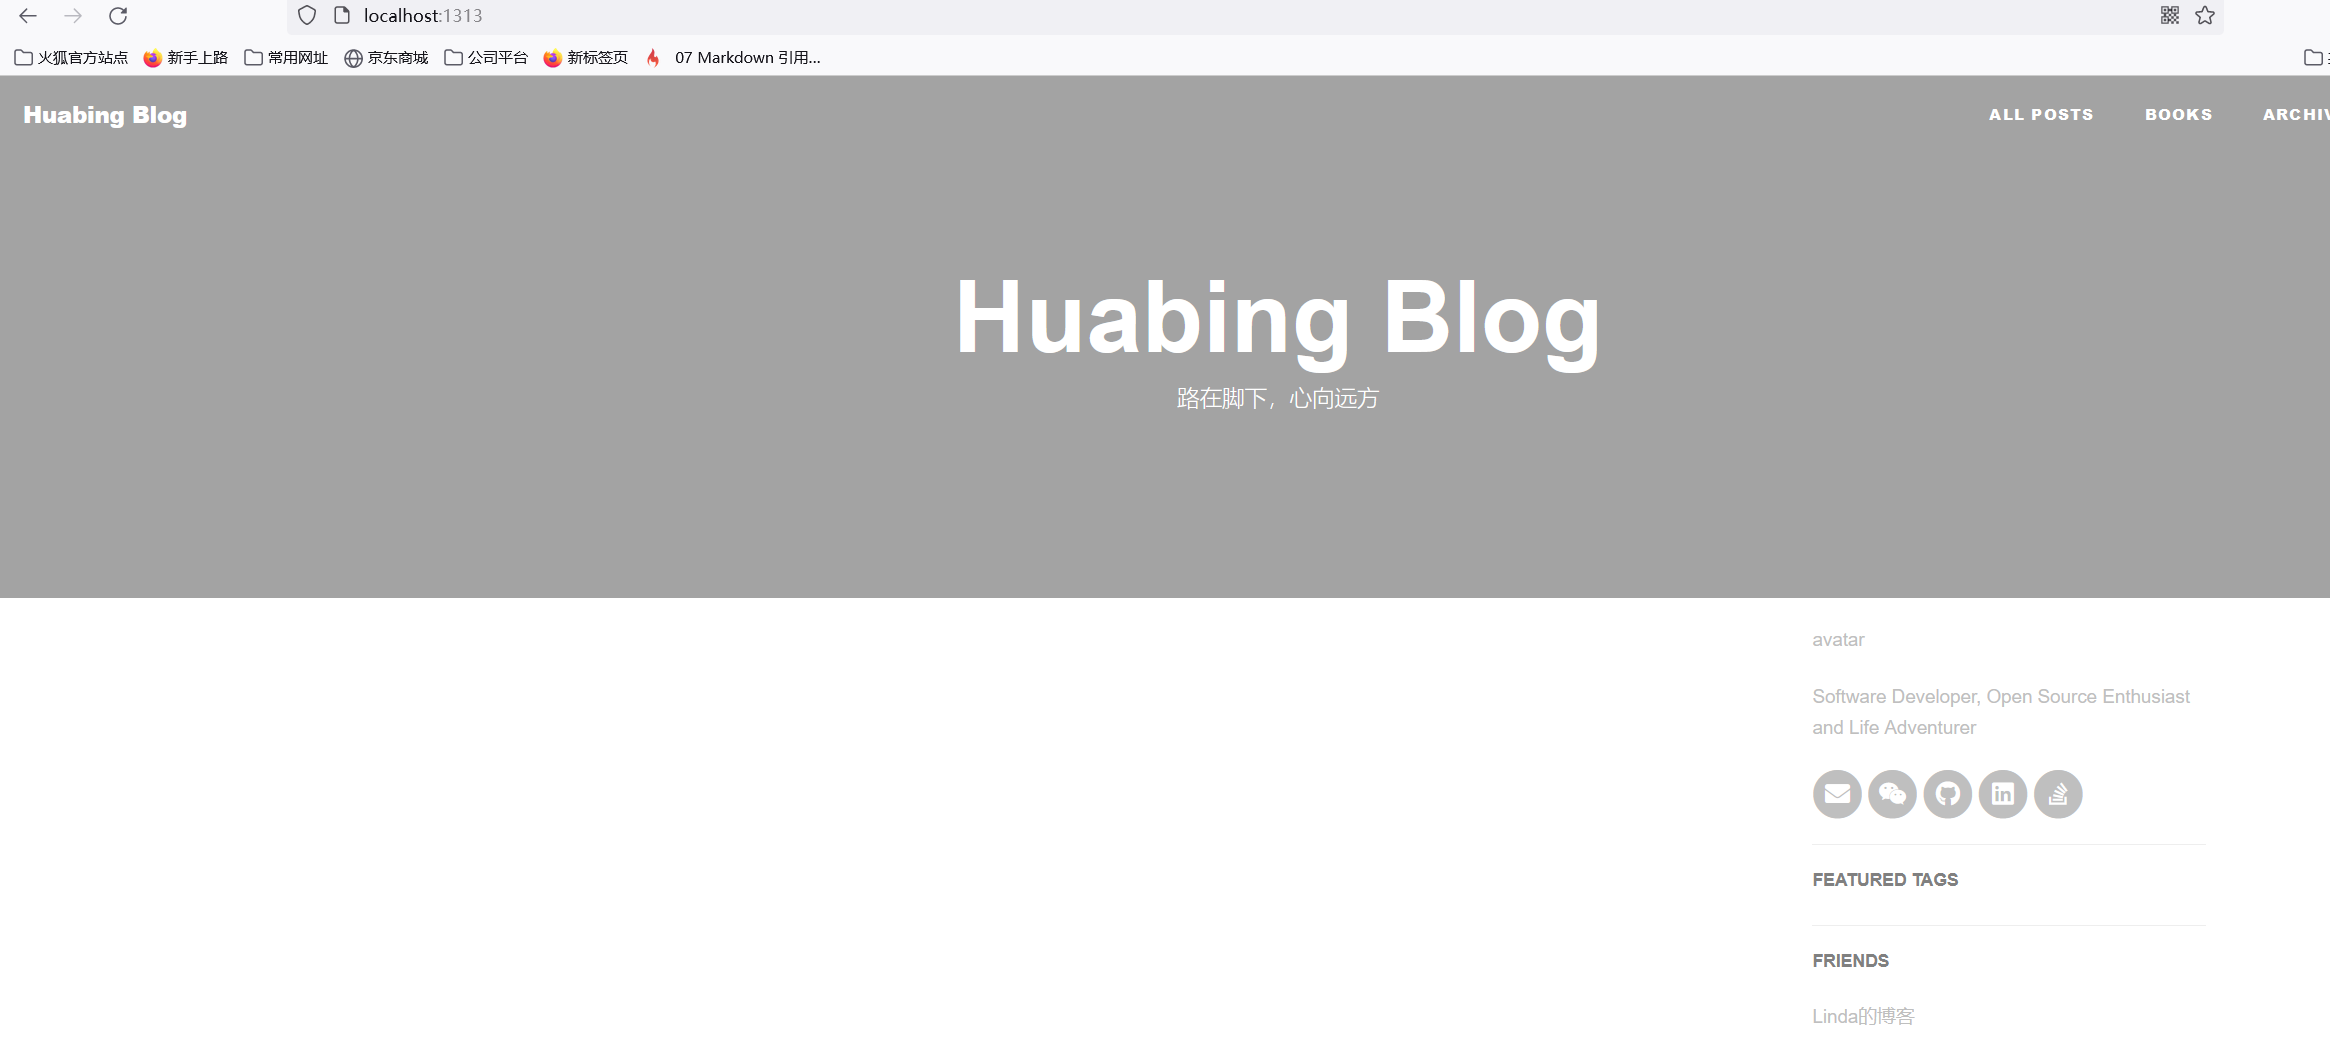 localhost:1313
火狐官方站点 新手上路 常用网址 京东商城 公司平台 新标签页 07 Markdown 引用...
Huabing Blog ALL POSTS BOOKS ARCHIV
Huabing Blog
路在脚下，心向远方
avatar
Software Developer, Open Source Enthusiast
and Life Adventurer
FEATURED TAGS
FRIENDS
Linda的博客